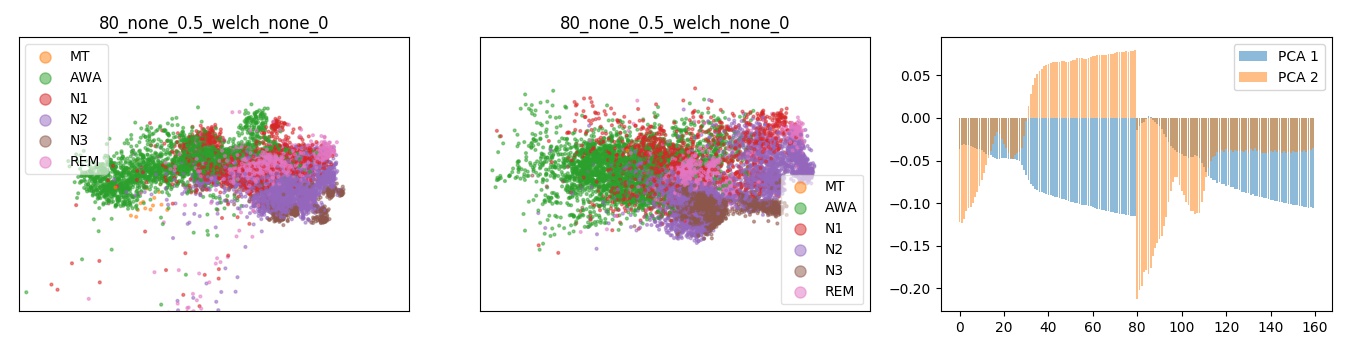 80_none_0.5_welch_none_0
MT
AWA
N1
N2
N3
REM
80_none_0.5_welch_none_0
MT
AWA
N1
N2
N3
REM
PCA 1
PCA 2
0.05
0.00
−0.05
−0.10
−0.15
−0.20
0 20 40 60 80 100 120 140 160